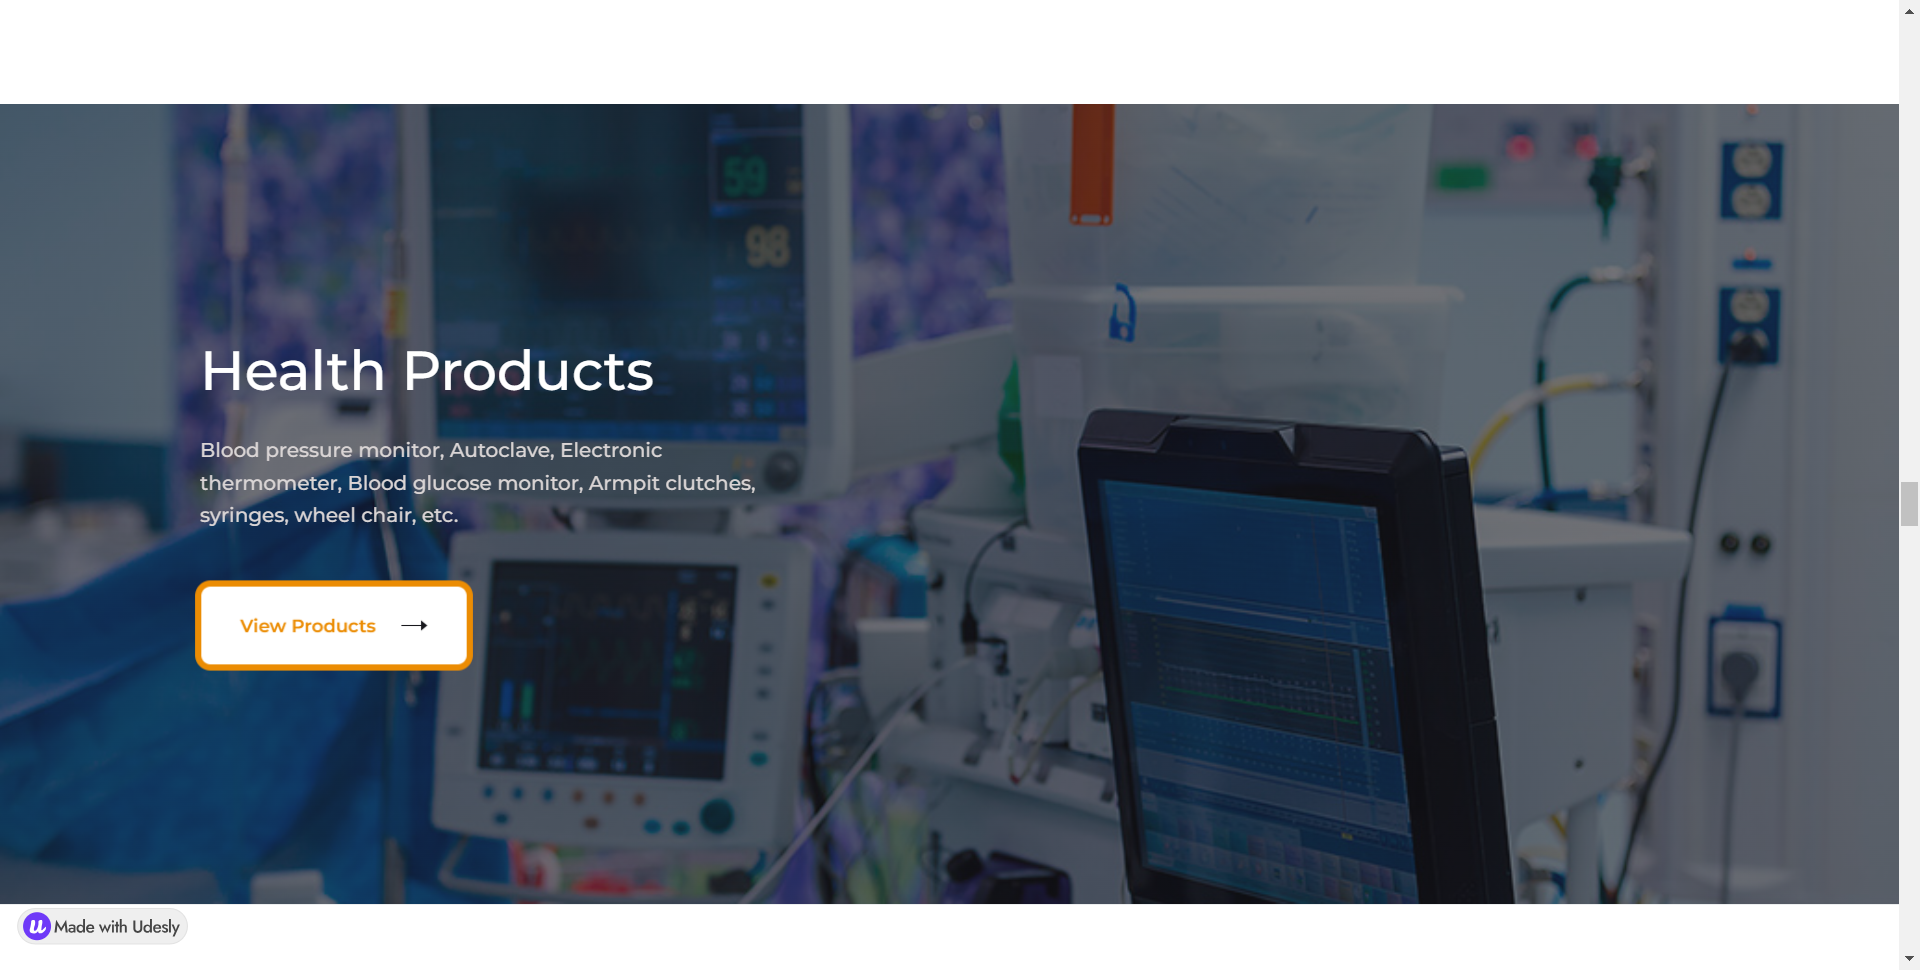 59
98
Health Products
Blood pressure monitor, Autoclave, Electronic
thermometer, Blood glucose monitor, Armpit clutches,
syringes, wheel chair, etc.
View Products
u Made with Udesly